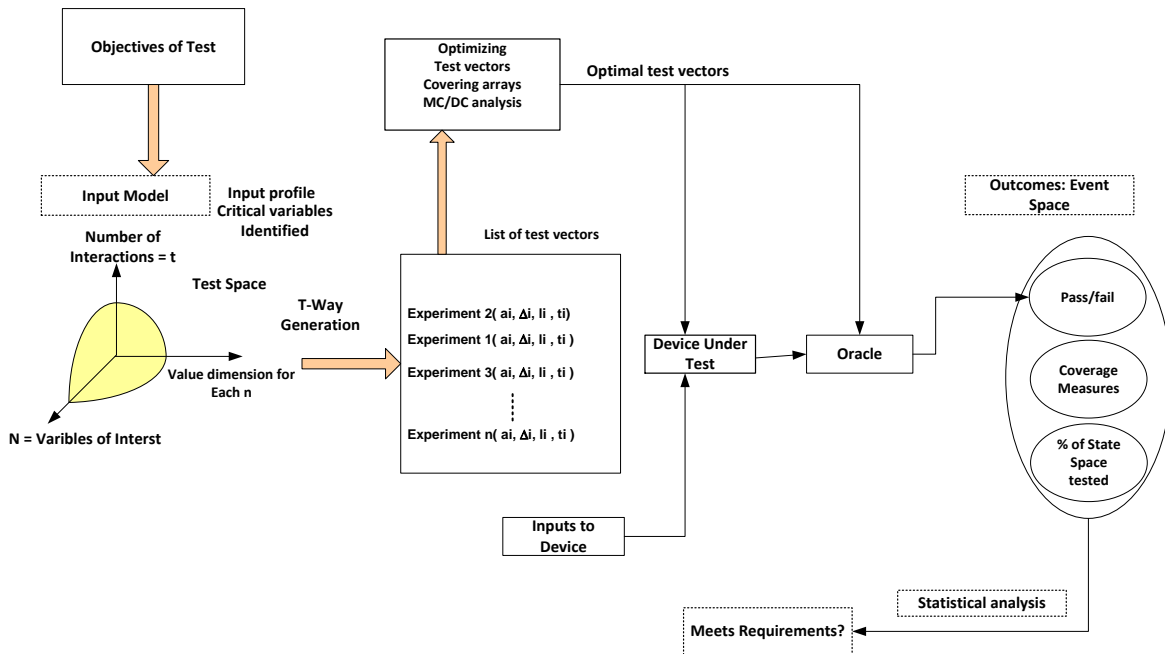 Objectives of Test
Optimizing
Test vectors
Covering arrays
MC/DC analysis
Optimal test vectors
Input Model
Input profile
Critical variables
Identified
Number of
Interactions = t
Test Space
Value dimension for
Each n
N = Varibles of Interst
T-Way
Generation
List of test vectors
Experiment 2( ai, Δi, li , ti)
Experiment 1( ai, Δi, li , ti )
Experiment 3( ai, Δi, li , ti )
Experiment n( ai, Δi, li , ti )
Inputs to
Device
Device Under
Test
Oracle
Outcomes: Event
Space
Pass/fail
Coverage
Measures
% of State
Space
tested
Statistical analysis
Meets Requirements?